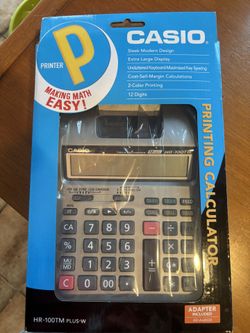 CASIO
Sleek Modern Design
Extra Large Display
Cost-Sell-Margin Calculations
2-Color Printing
12 Digits
PRINTER
P
MAKING MATH
EASY!
CASIO
PRINTING CALCULATOR
CA
7
8
9
%
4
5
6
1
2
3
C
0
HR-100TM PLUS-W
ADAPTER
INCLUDED